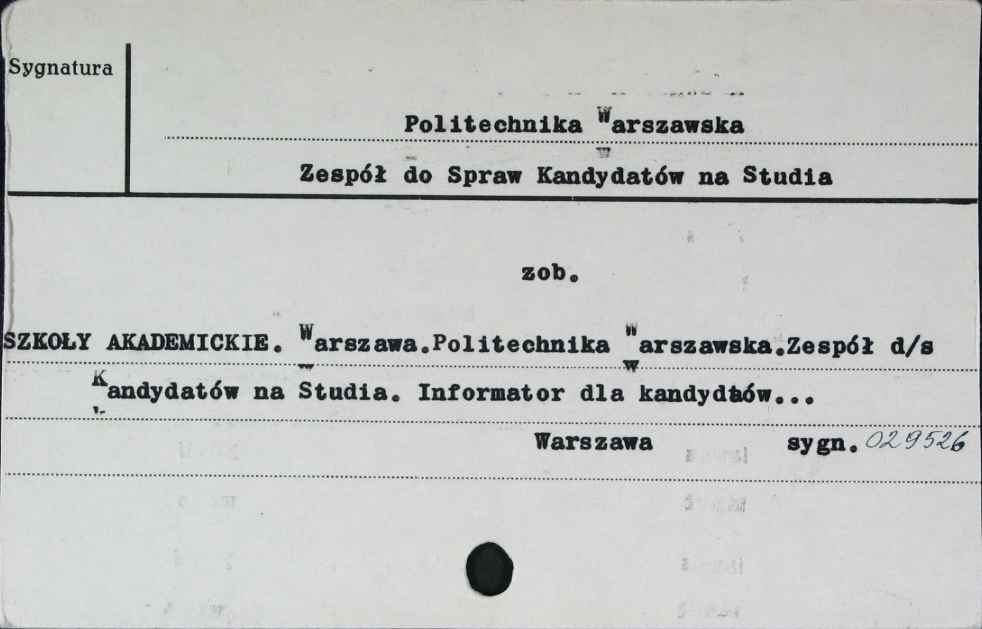 Sygnatura
Politechnika Warszawska
Zespół do Spraw Kandydatów na Studia
zob.
SZKOŁY AKADEMICKIE. Warszawa.Politechnika Warszawska.Zespół d/s
Kandydatów na Studia. Informator dla kandydtów...
Warszawa sygn. 029526